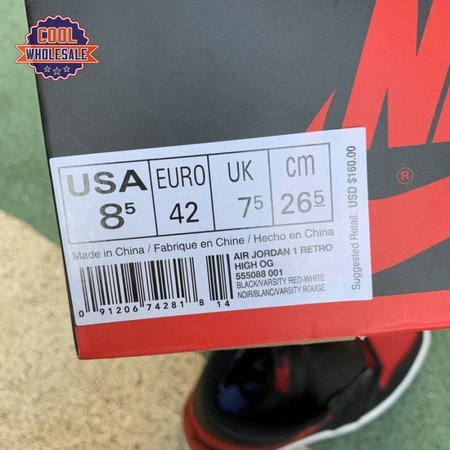 COOL
WHOLESALE
USA EURO UK cm
8⁵ 42 7⁵ 26⁵
Made in China / Fabrique en Chine / Hecho en China
AIR JORDAN 1 RETRO
HIGH OG
555088 001
BLACK/VARSITY RED-WHITE
NOIR/BLANC/VARSITY ROUGE
0 91206 74281 8 14
Suggested Retail: USD $160.00
®